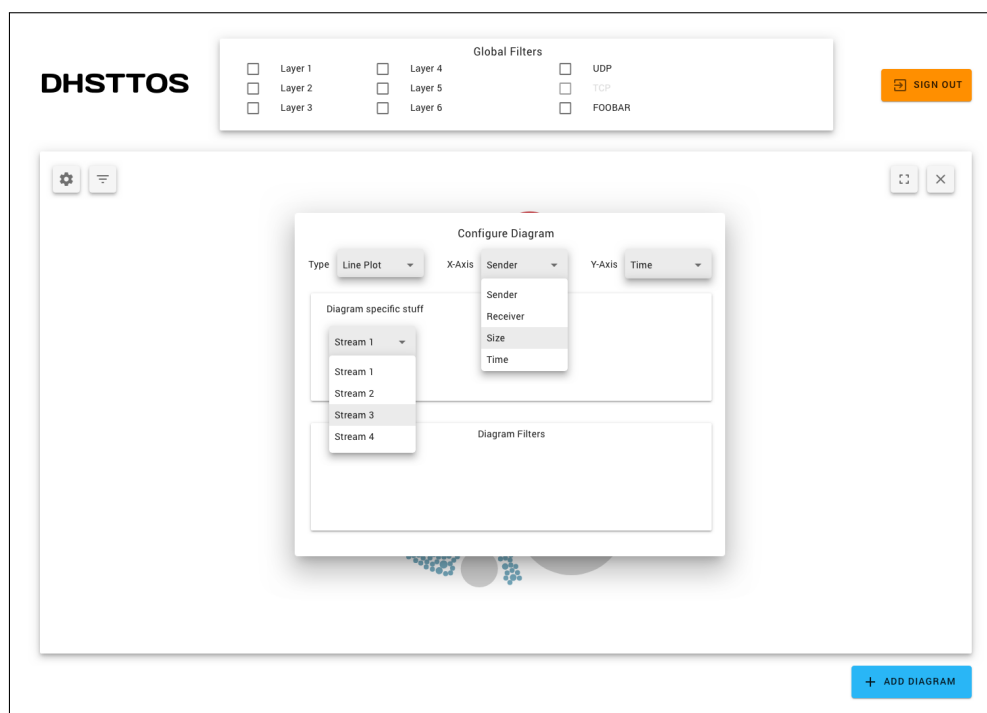 DHSTTOS
Global Filters
Layer 1
Layer 4
UDP
Layer 2
Layer 5
TCP
Layer 3
Layer 6
FOOBAR
SIGN OUT
Configure Diagram
Type
Line Plot
X-Axis
Sender
Y-Axis
Time
Sender
Receiver
Size
Time
Diagram specific stuff
Stream 1
Stream 1
Stream 2
Stream 3
Stream 4
Diagram Filters
ADD DIAGRAM